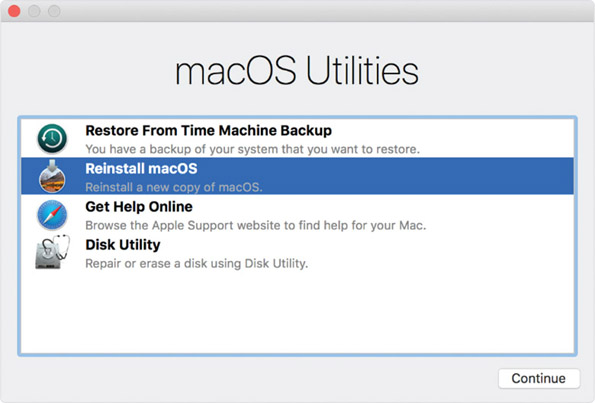 macOS Utilities
Restore From Time Machine Backup
You have a backup of your system that you want to restore.
Reinstall macOS
Reinstall a new copy of macOS.
Get Help Online
Browse the Apple Support website to find help for your Mac.
Disk Utility
Repair or erase a disk using Disk Utility.
Continue